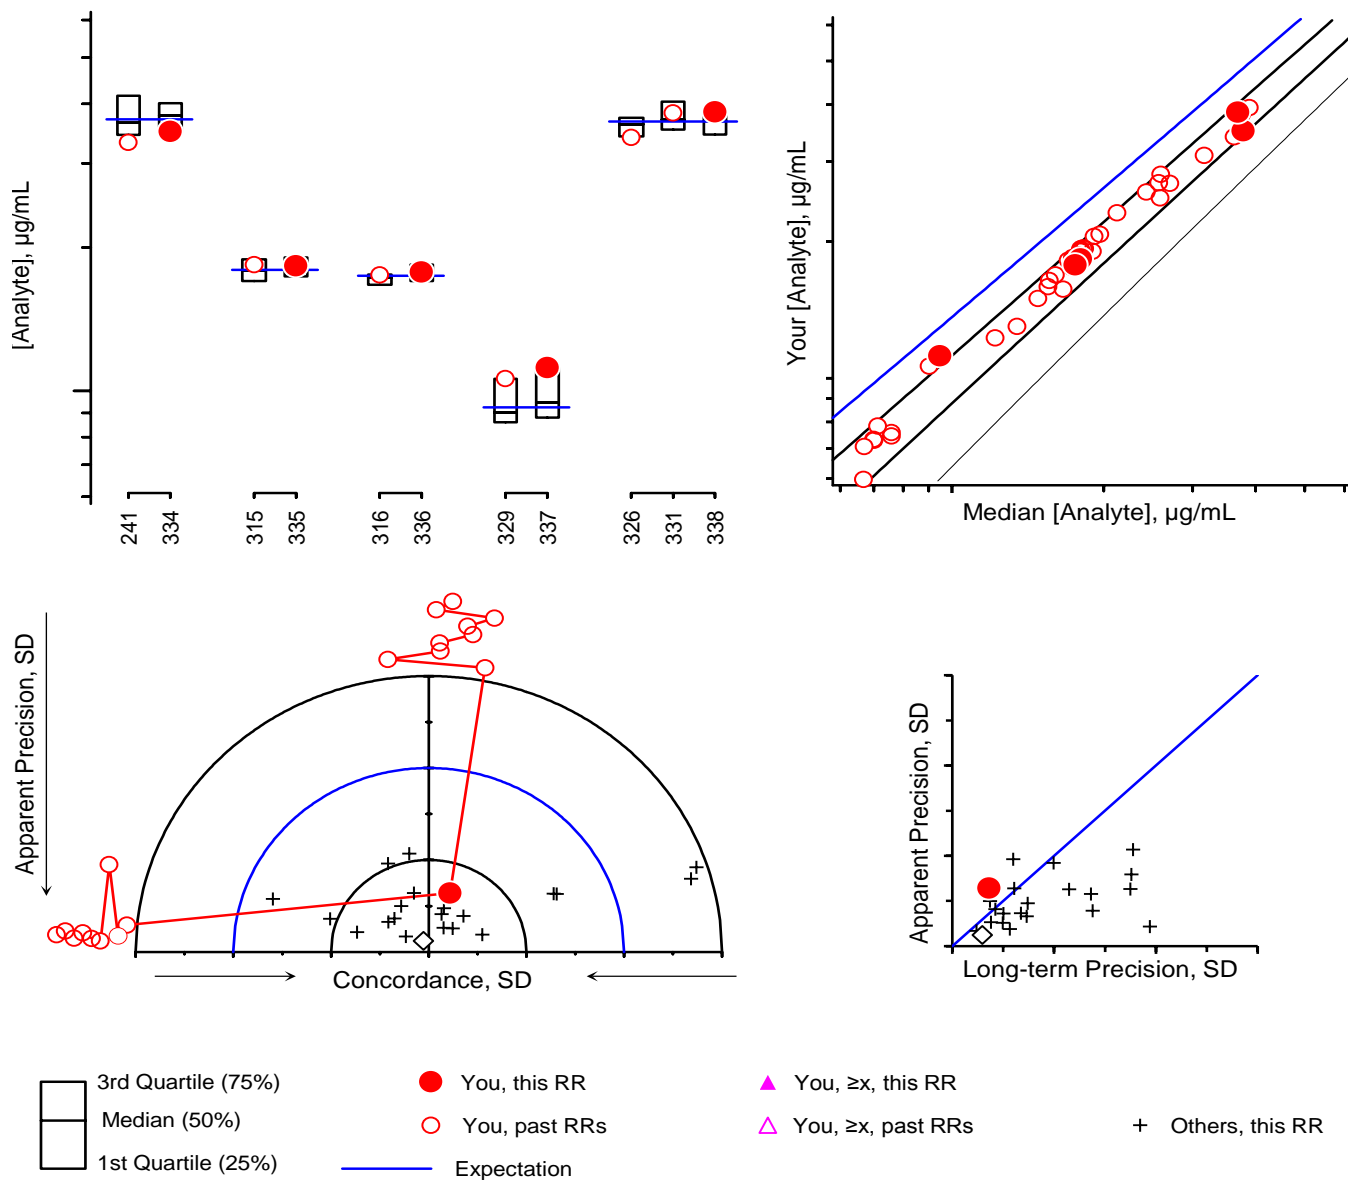 [Analyte], µg/mL
241
334
315
335
316
336
329
337
326
331
338
Your [Analyte], µg/mL
Median [Analyte], µg/mL
Apparent Precision, SD
Concordance, SD
Apparent Precision, SD
Long-term Precision, SD
3rd Quartile (75%)
Median (50%)
1st Quartile (25%)
You, this RR
You, past RRs
Expectation
You, ≥x, this RR
You, ≥x, past RRs
Others, this RR